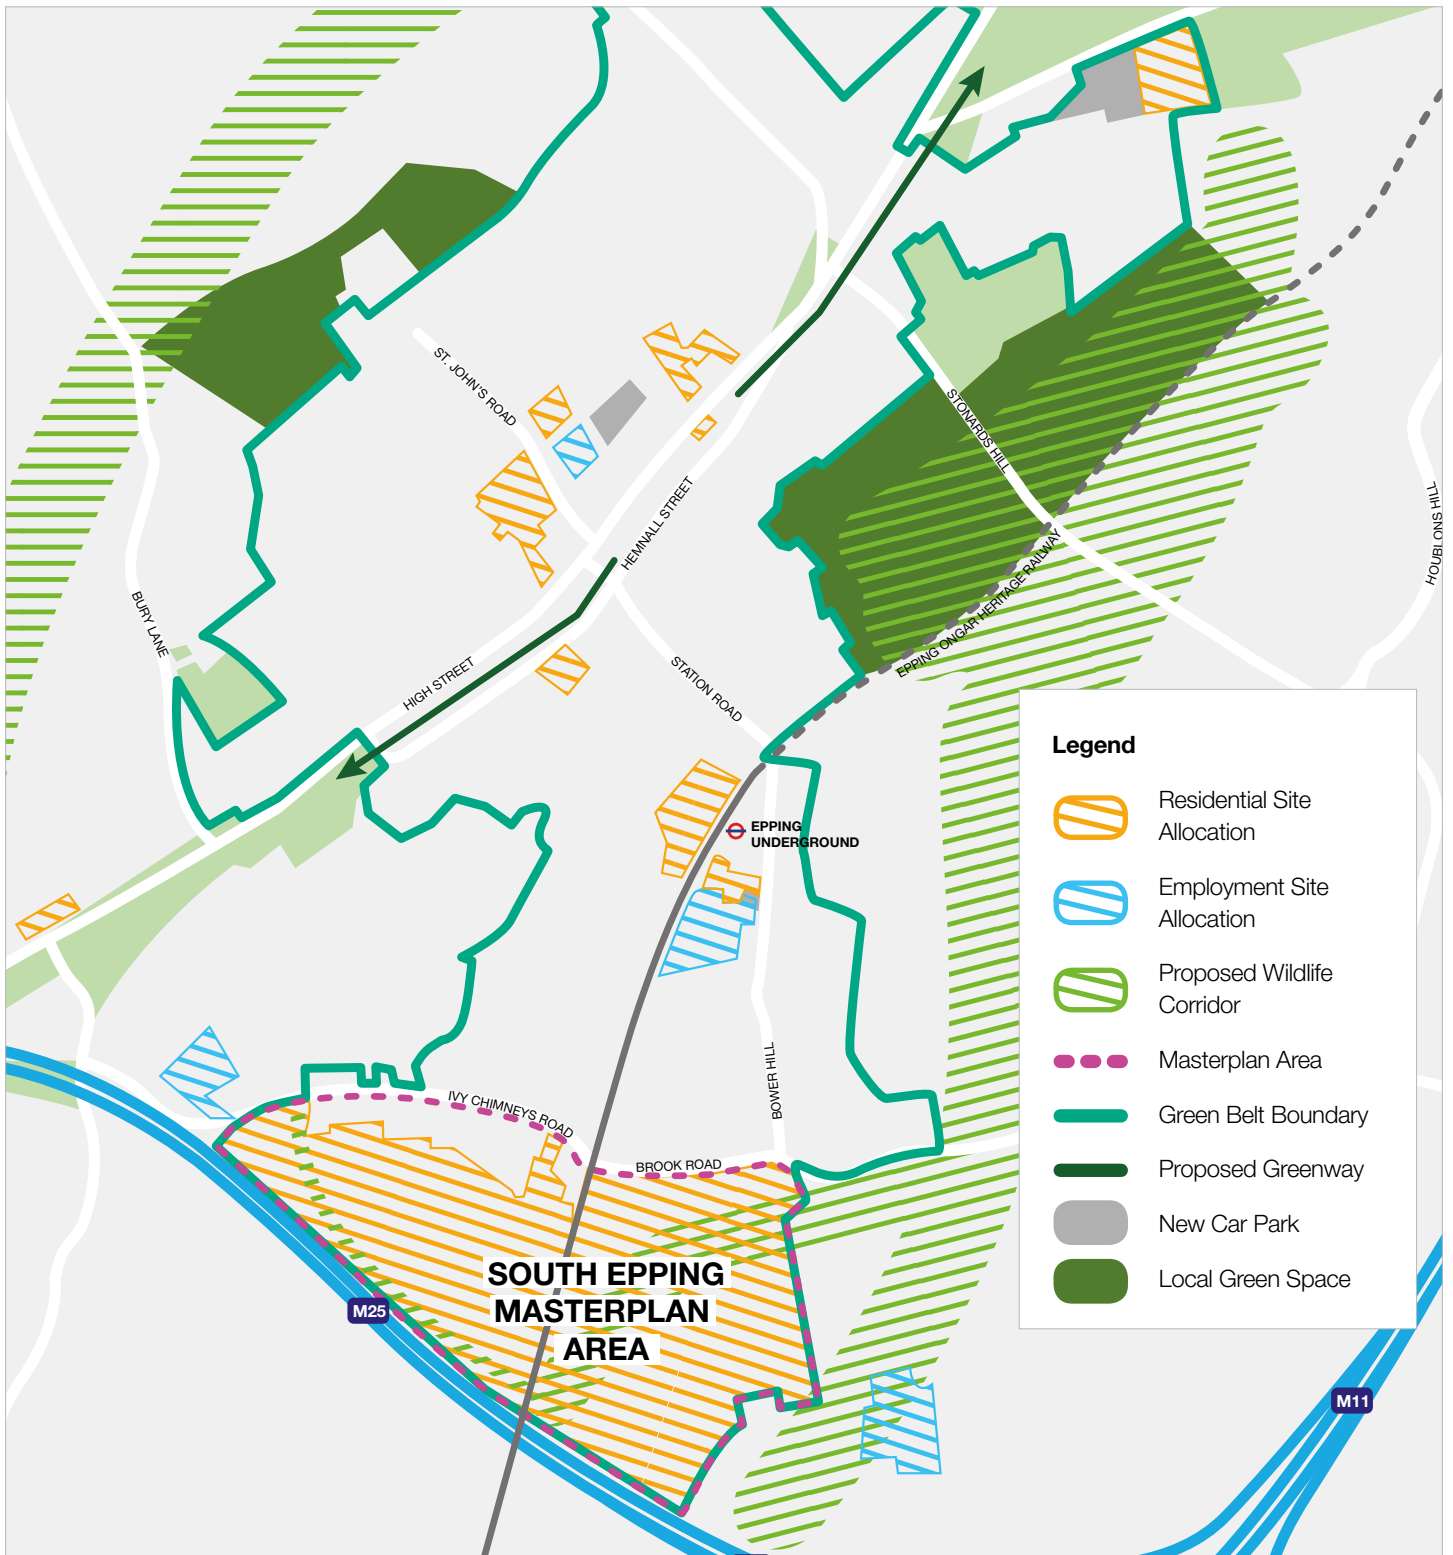 ST. JOHN'S ROAD
STONARDS HILL
HOUBLONS HILL
HEMNALL STREET
EPPING ONGAR HERITAGE RAILWAY
BURY LANE
HIGH STREET
STATION ROAD
EPPING
UNDERGROUND
BOWER HILL
IVY CHIMNEYS ROAD
BROOK ROAD
SOUTH EPPING
MASTERPLAN
AREA
M25
M11
Legend
Residential Site
Allocation
Employment Site
Allocation
Proposed Wildlife
Corridor
Masterplan Area
Green Belt Boundary
Proposed Greenway
New Car Park
Local Green Space